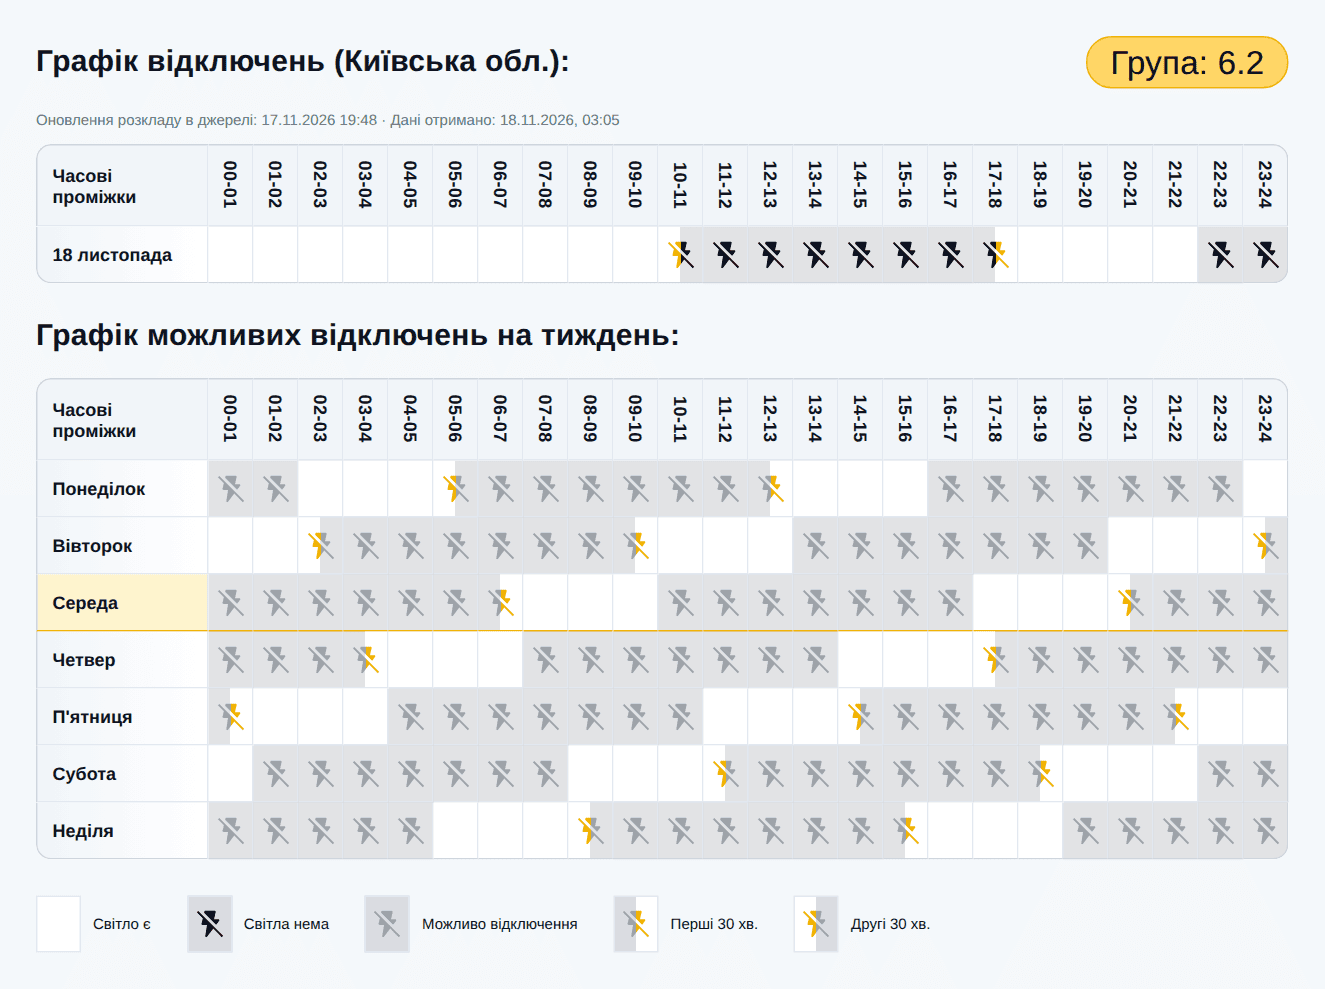 Графік відключень (Київська обл.):
Група: 6.2
Оновлення розкладу в джерелі: 17.11.2026 19:48 · Дані отримано: 18.11.2026, 03:05
Часові проміжки 00-01 01-02 02-03 03-04 04-05 05-06 06-07 07-08 08-09 09-10 10-11 11-12 12-13 13-14 14-15 15-16 16-17 17-18 18-19 19-20 20-21 21-22 22-23 23-24
18 листопада
Графік можливих відключень на тиждень:
Часові проміжки 00-01 01-02 02-03 03-04 04-05 05-06 06-07 07-08 08-09 09-10 10-11 11-12 12-13 13-14 14-15 15-16 16-17 17-18 18-19 19-20 20-21 21-22 22-23 23-24
Понеділок
Вівторок
Середа
Четвер
П'ятниця
Субота
Неділя
Світло є Світла нема Можливо відключення Перші 30 хв. Другі 30 хв.